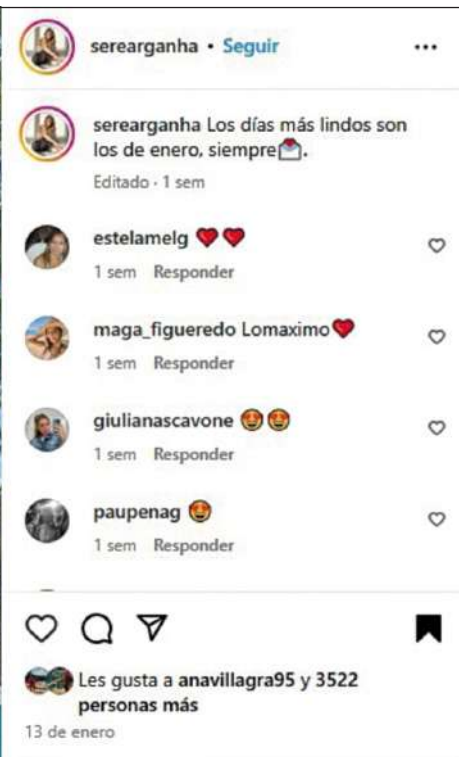 serearganha • Seguir
serearganha Los días más lindos son
los de enero, siempre💌.
Editado · 1 sem
estelamelg ❤️❤️
1 sem Responder
maga_figueredo Lomaximo❤️
1 sem Responder
giulianascavone 🤩🤩
1 sem Responder
paupenag 🤩
1 sem Responder
Les gusta a anavillagra95 y 3522
personas más
13 de enero